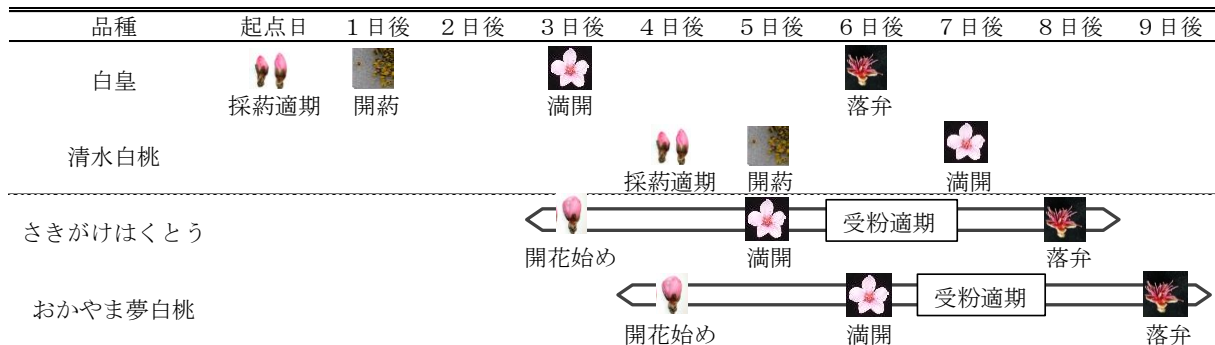 品種 起点日 １日後 ２日後 ３日後 ４日後 ５日後 ６日後 ７日後 ８日後 ９日後
白皇
採葯適期 開葯 満開 落弁
清水白桃
採葯適期 開葯 満開
さきがけはくとう 受粉適期
開花始め 満開 落弁
おかやま夢白桃 受粉適期
開花始め 満開 落弁